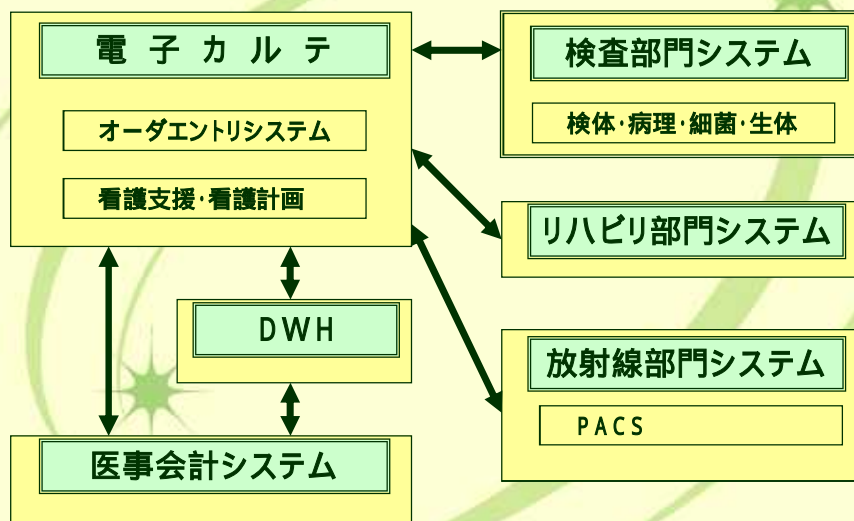 電子カルテ
オーダエントリシステム
看護支援・看護計画
DWH
医事会計システム
検査部門システム
検体・病理・細菌・生体
リハビリ部門システム
放射線部門システム
PACS